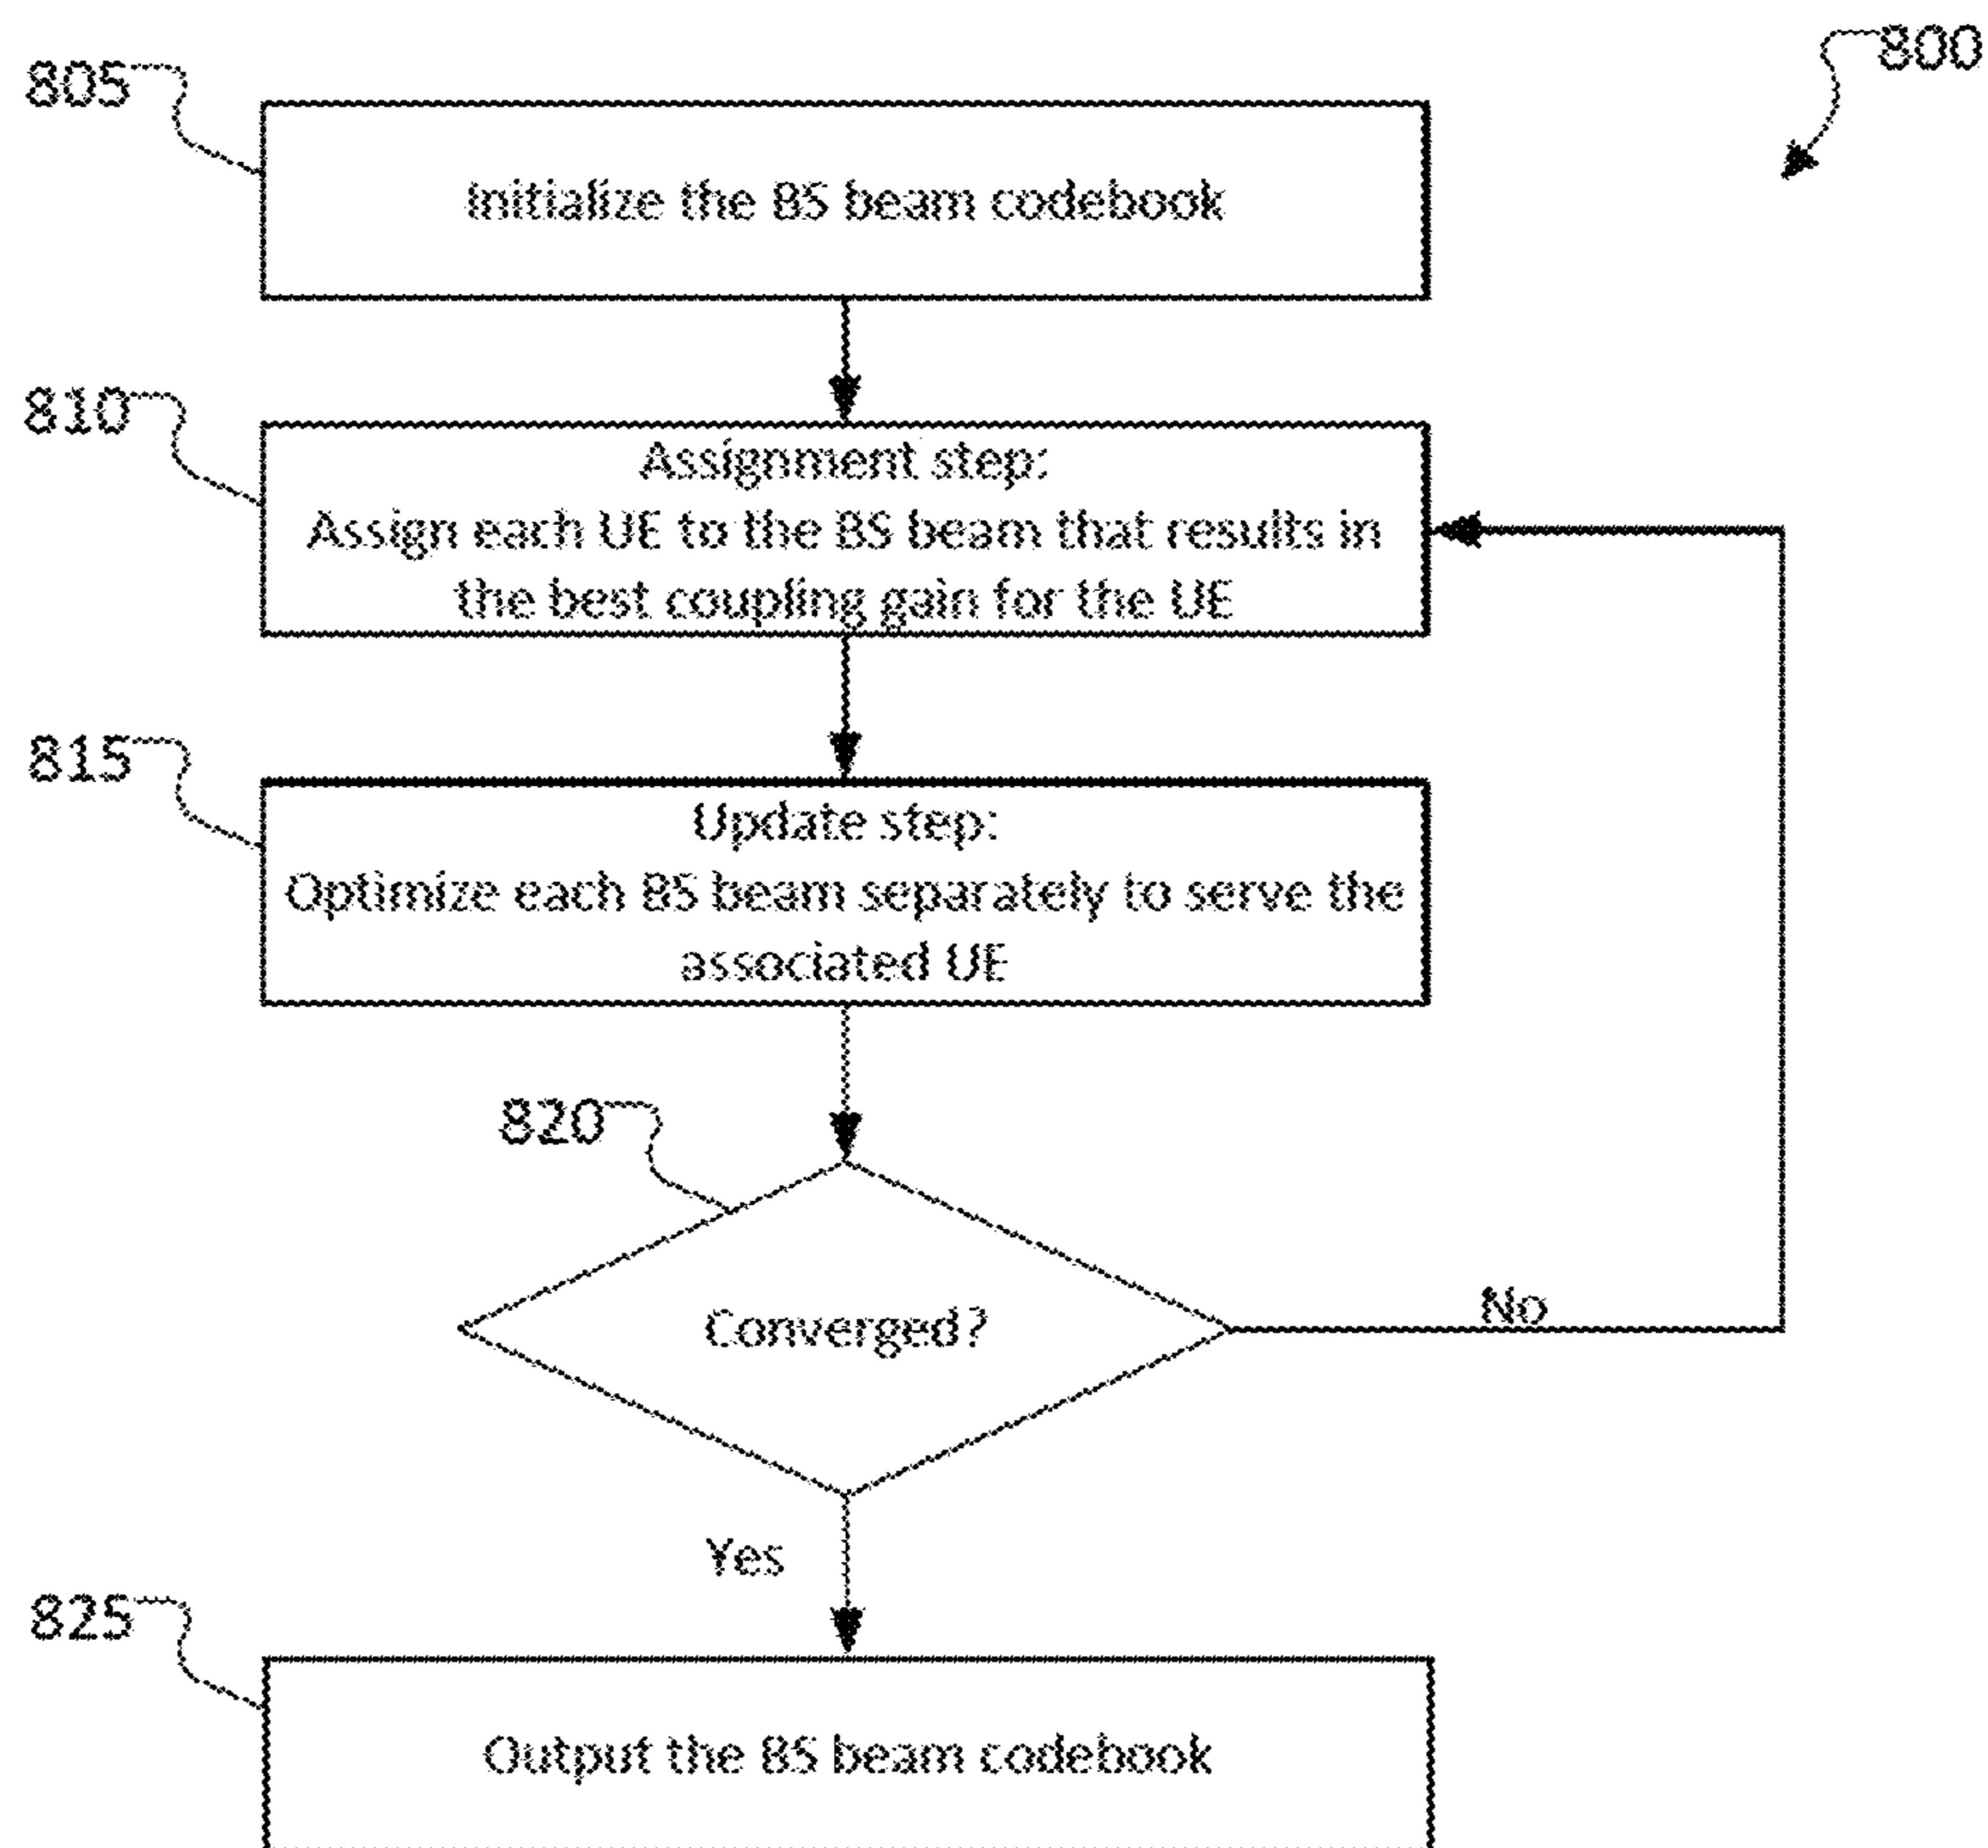 800
805
Initialize the BS beam codebook
810
Assignment step:
Assign each UE to the BS beam that results in
the best coupling gain for the UE
815
Update step:
Optimize each BS beam separately to serve the
associated UE
820
Converged?
No
Yes
825
Output the BS beam codebook